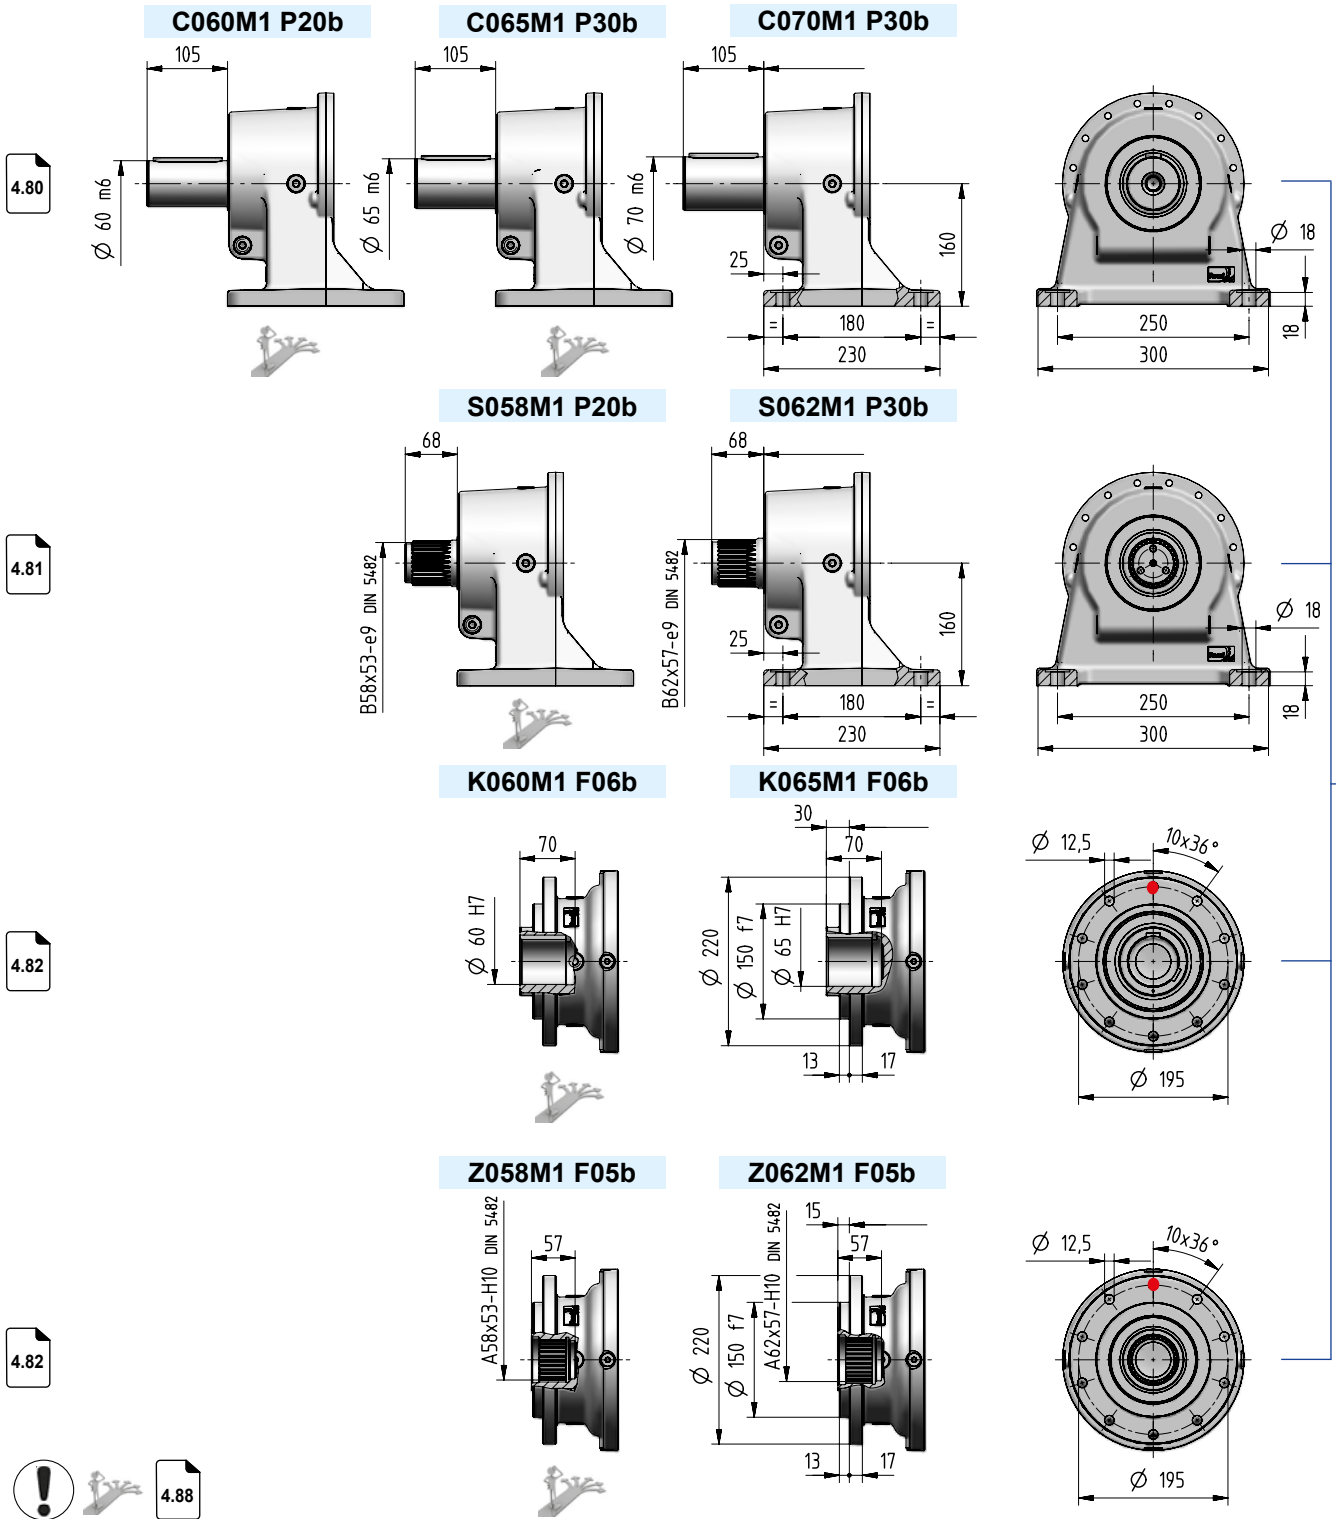 C060M1 P20b
C065M1 P30b
C070M1 P30b
105
105
105
4.80
Ø 60 m6
Ø 65 m6
Ø 70 m6
25
160
=
180
=
230
Ø 18
18
250
300
S058M1 P20b
S062M1 P30b
68
68
4.81
B58x53-e9 DIN 5482
B62x57-e9 DIN 5482
25
160
=
180
=
230
Ø 18
18
250
300
K060M1 F06b
K065M1 F06b
30
70
70
4.82
Ø 60 H7
Ø 220
Ø 150 f7
Ø 65 H7
13
17
Ø 12,5
10x36°
Ø 195
Z058M1 F05b
Z062M1 F05b
15
57
57
4.82
A58x53-H10 DIN 5482
Ø 220
Ø 150 f7
A62x57-H10 DIN 5482
13
17
Ø 12,5
10x36°
Ø 195
4.88